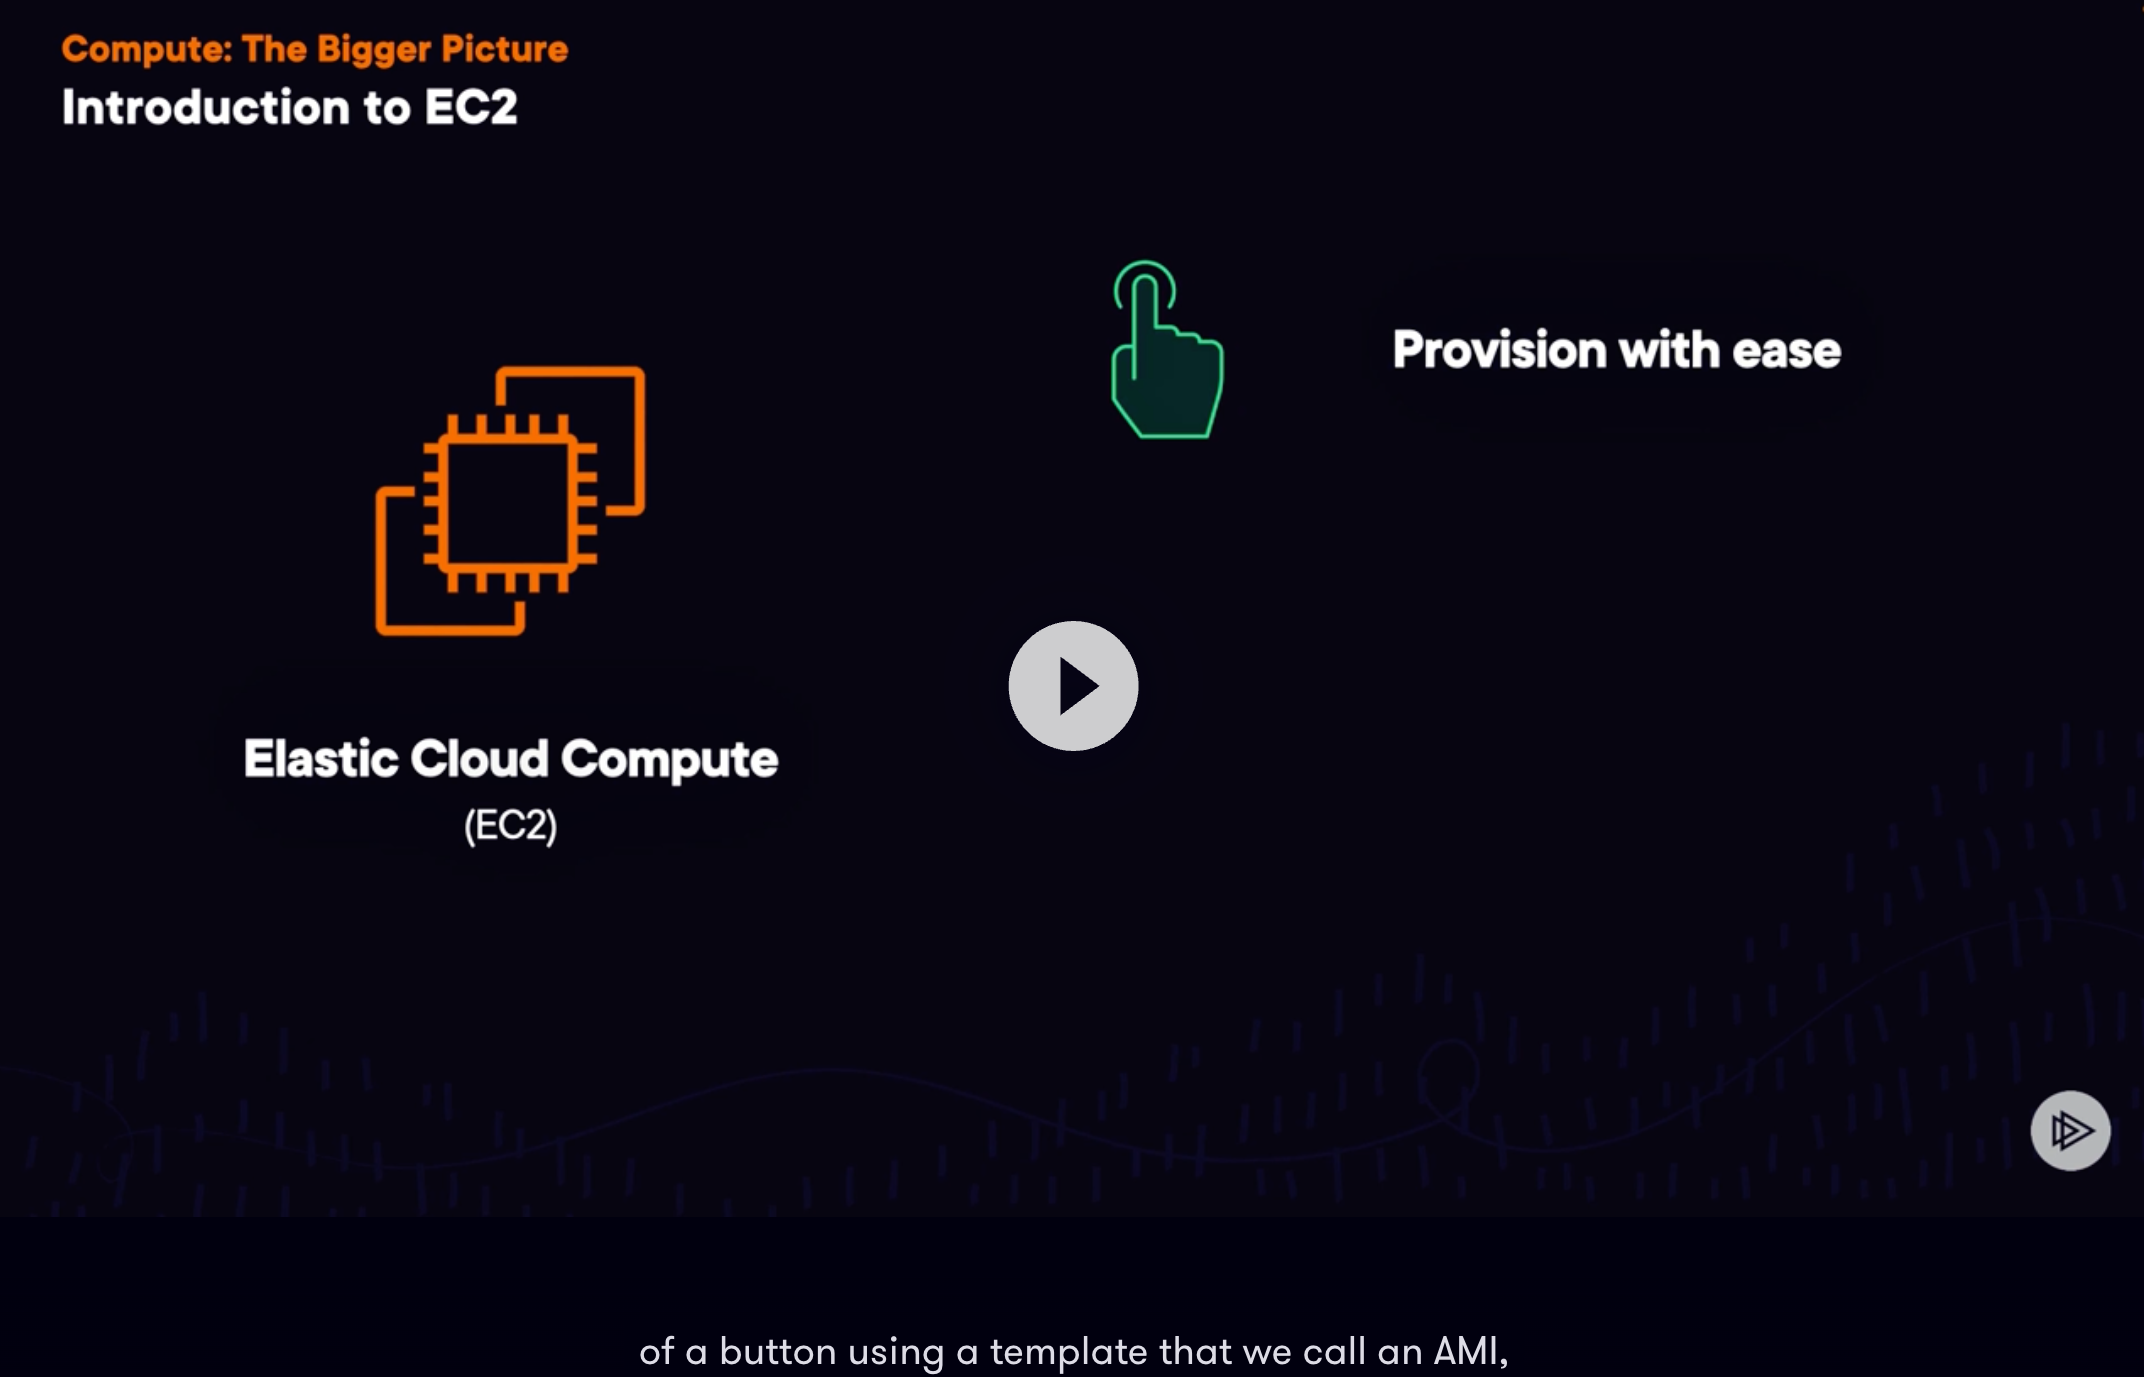 Compute: The Bigger Picture
Introduction to EC2
Provision with ease
Elastic Cloud Compute
(EC2)
of a button using a template that we call an AMI,